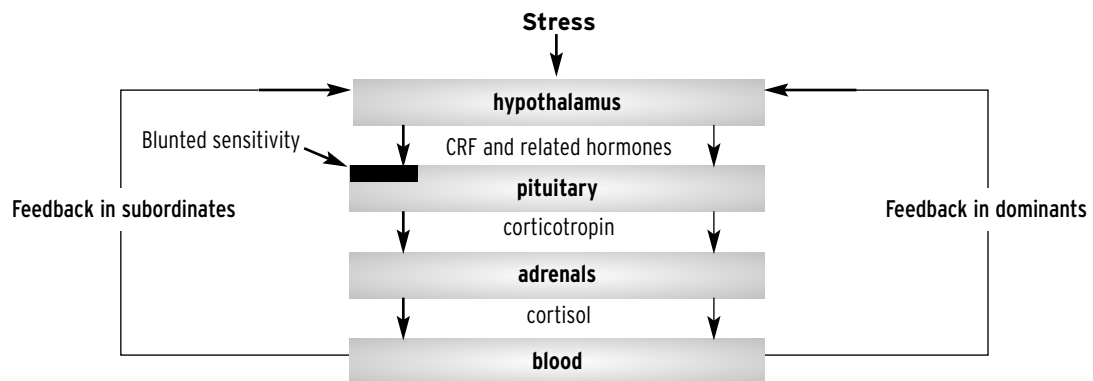 Stress
hypothalamus
Blunted sensitivity
CRF and related hormones
pituitary
Feedback in subordinates
Feedback in dominants
corticotropin
adrenals
cortisol
blood